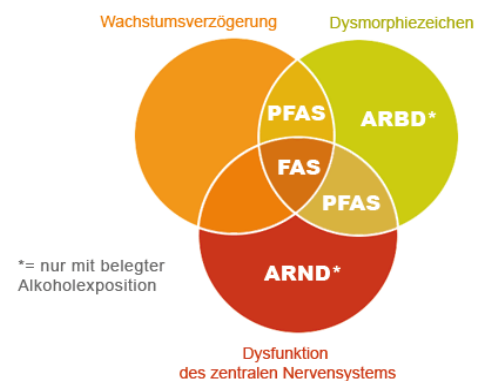 Wachstumsverzögerung
Dysmorphiezeichen
PFAS
ARBD*
FAS
PFAS
*= nur mit belegter
Alkoholexposition
ARND*
Dysfunktion
des zentralen Nervensystems